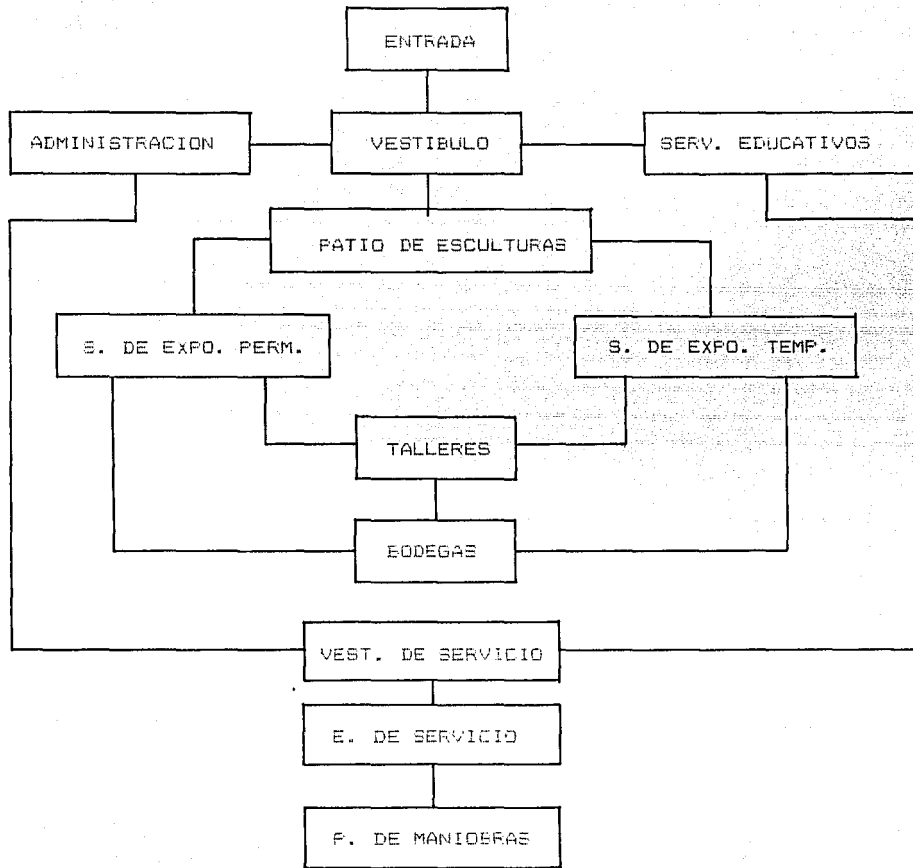 ENTRADA
ADMINISTRACION
VESTIBULO
SERV. EDUCATIVOS
PATIO DE ESCULTURAS
S. DE EXPO. PERM.
S. DE EXPO. TEMP.
TALLERES
BODEGAS
VEST. DE SERVICIO
E. DE SERVICIO
P. DE MANIOBRAS